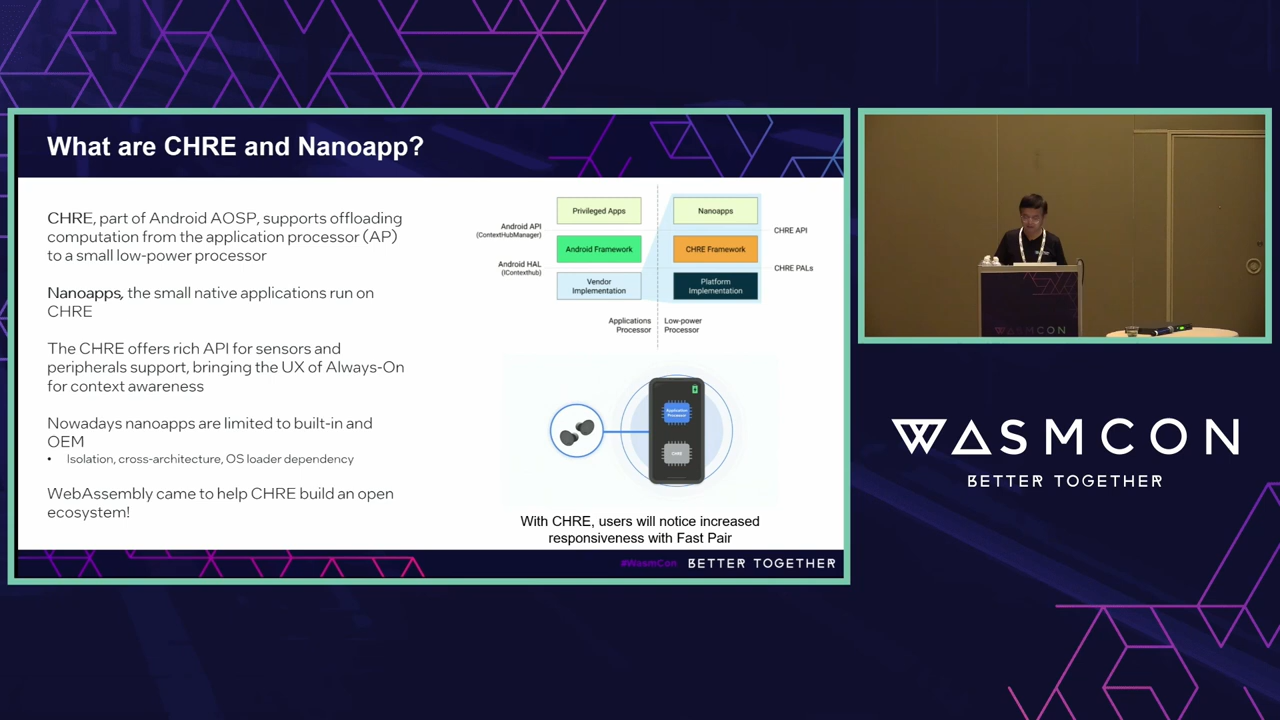 What are CHRE and Nanoapp?
CHRE, part of Android AOSP, supports offloading
computation from the application processor (AP)
to a small low-power processor
Nanoapps, the small native applications run on
CHRE
The CHRE offers rich API for sensors and
peripherals support, bringing the UX of Always-On
for context awareness
Nowadays nanoapps are limited to built-in and
OEM
• Isolation, cross-architecture, OS loader dependency
WebAssembly came to help CHRE build an open
ecosystem!
Privileged Apps
Nanoapps
Android API
(ContextHubManager)
CHRE API
Android Framework
CHRE Framework
Android HAL
(IContexthub)
CHRE PALs
Vendor
Implementation
Platform
Implementation
Applications
Processor
Low-power
Processor
Application
Processor
CHRE
With CHRE, users will notice increased
responsiveness with Fast Pair
#WasmCon BETTER TOGETHER
WASMCON
WASMCON
BETTER TOGETHER